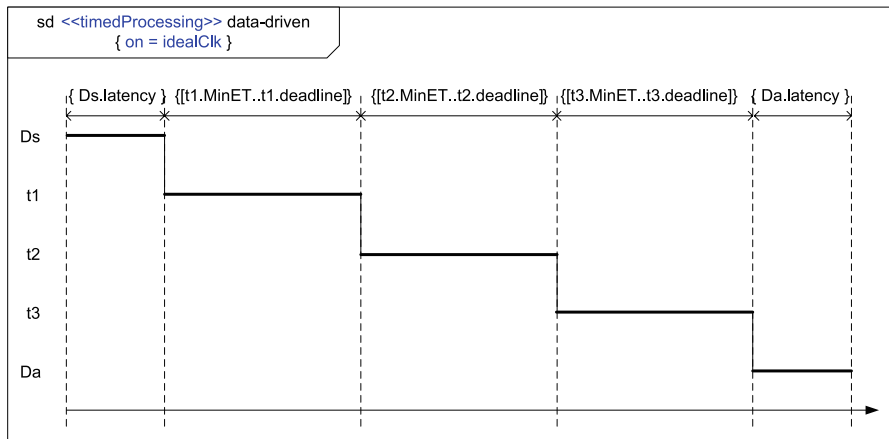 sd <<timedProcessing>> data-driven
{ on = idealClk }
{ Ds.latency } {[t1.MinET..t1.deadline]} {[t2.MinET..t2.deadline]} {[t3.MinET..t3.deadline]} { Da.latency }
Ds
t1
t2
t3
Da